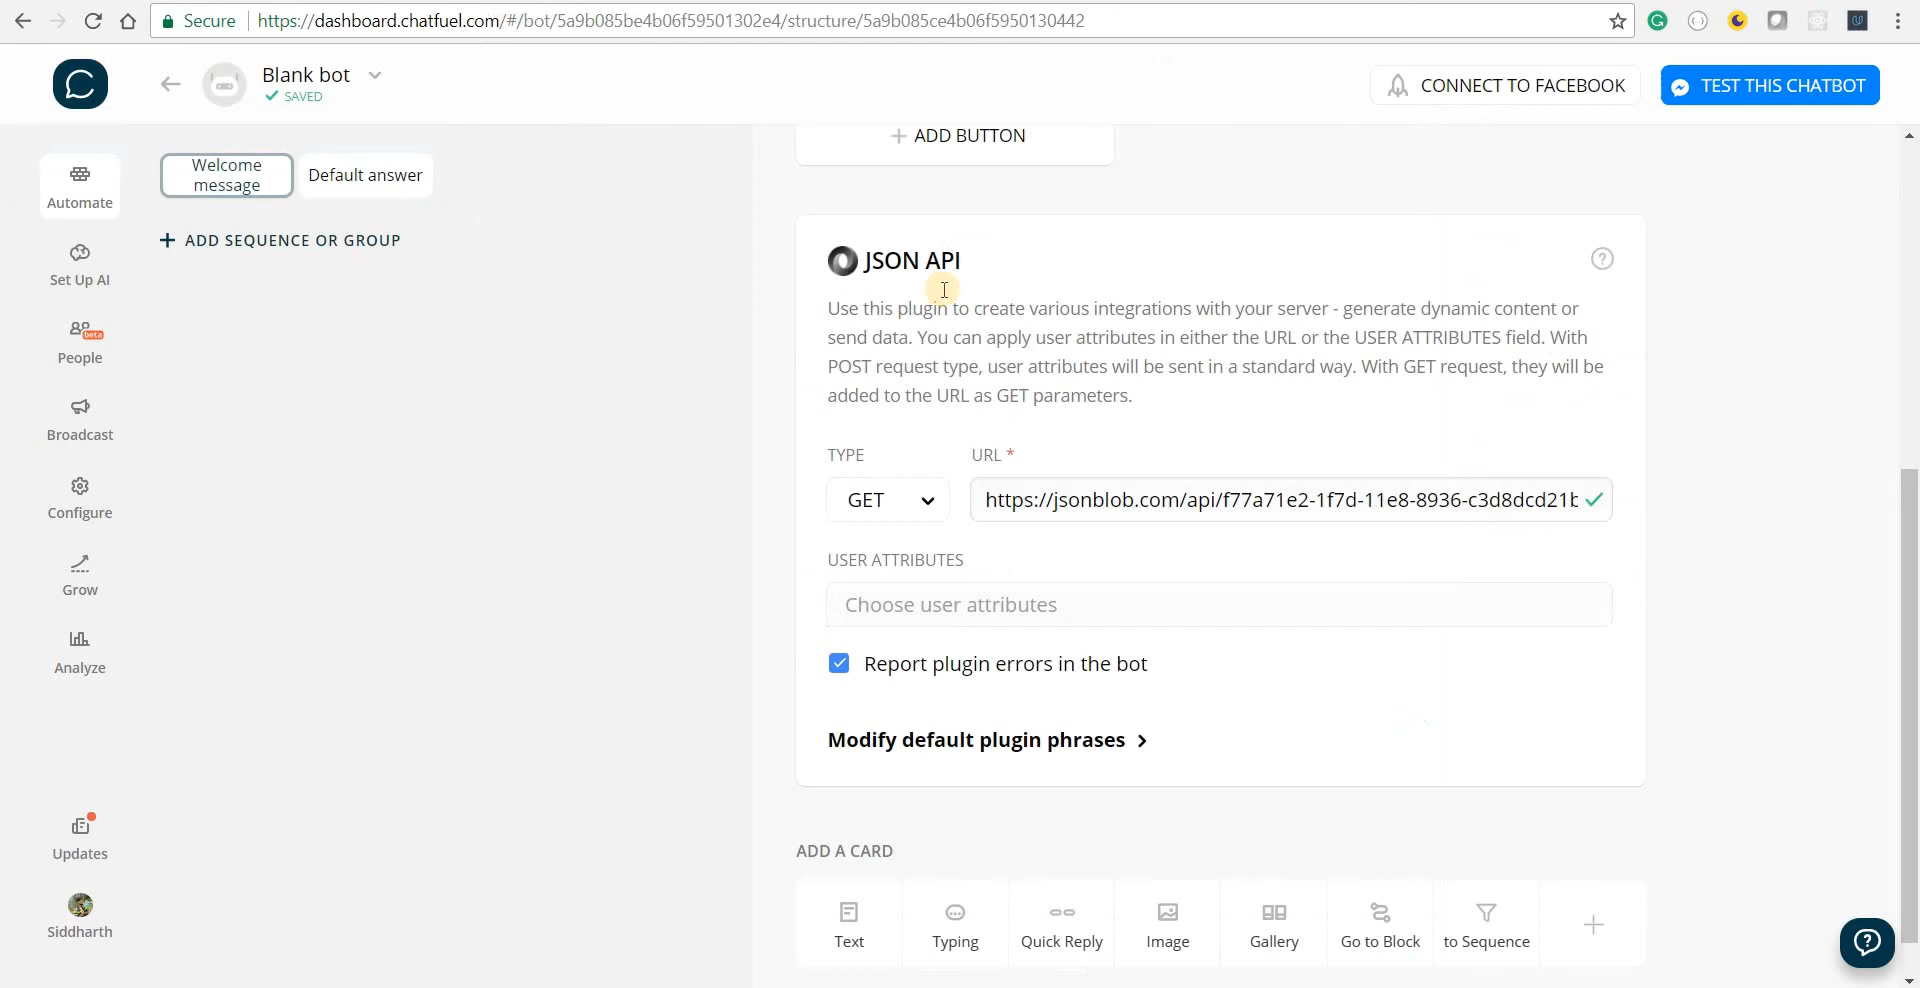 Secure https://dashboard.chatfuel.com/#/bot/5a9b085be4b06f59501302e4/structure/5a9b085ce4b06f5950130442
Blank bot
SAVED
CONNECT TO FACEBOOK
TEST THIS CHATBOT
Automate
Set Up AI
People
beta
Broadcast
Configure
Grow
Analyze
Updates
Siddharth
Welcome
message
Default answer
+ ADD SEQUENCE OR GROUP
+ ADD BUTTON
JSON API
Use this plugin to create various integrations with your server - generate dynamic content or
send data. You can apply user attributes in either the URL or the USER ATTRIBUTES field. With
POST request type, user attributes will be sent in a standard way. With GET request, they will be
added to the URL as GET parameters.
TYPE URL *
GET https://jsonblob.com/api/f77a71e2-1f7d-11e8-8936-c3d8dcd21b
USER ATTRIBUTES
Choose user attributes
Report plugin errors in the bot
Modify default plugin phrases >
ADD A CARD
Text Typing Quick Reply Image Gallery Go to Block to Sequence +